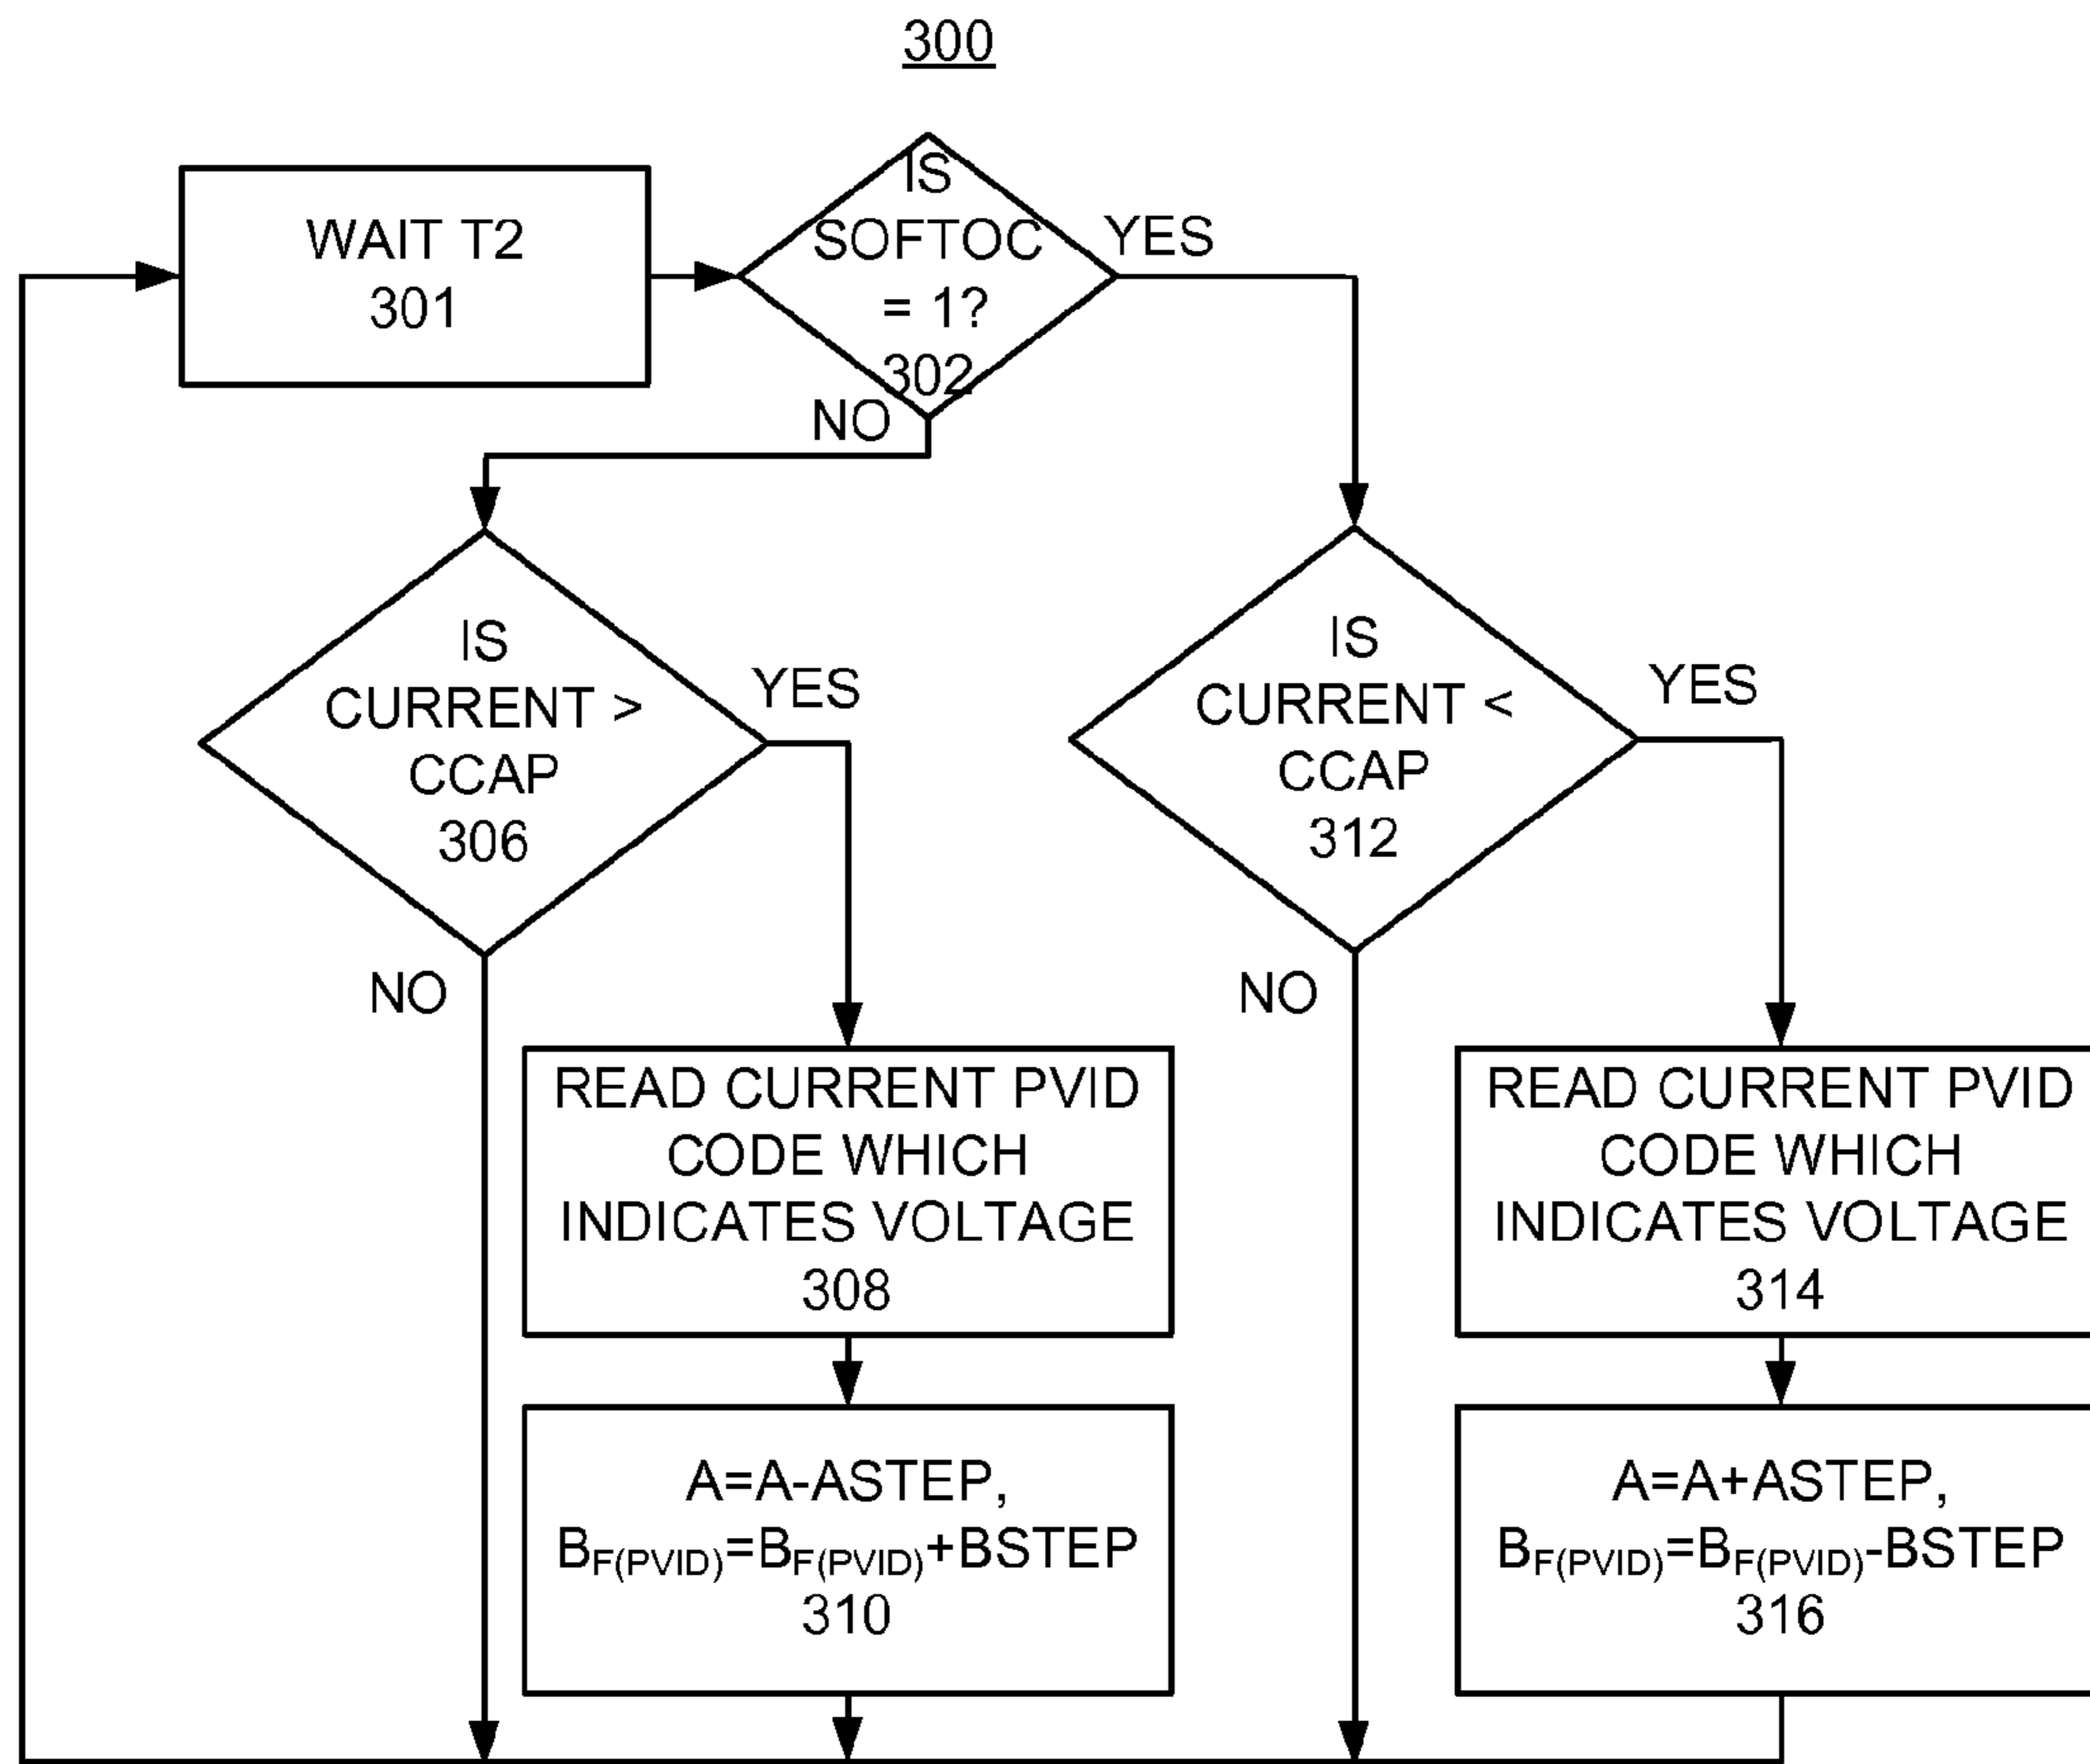 300
WAIT T2
301
IS
SOFTOC
= 1?
302
YES
NO
IS
CURRENT >
CCAP
306
YES
NO
READ CURRENT PVID
CODE WHICH
INDICATES VOLTAGE
308
A=A-ASTEP,
BF(PVID)=BF(PVID)+BSTEP
310
IS
CURRENT <
CCAP
312
YES
NO
READ CURRENT PVID
CODE WHICH
INDICATES VOLTAGE
314
A=A+ASTEP,
BF(PVID)=BF(PVID)-BSTEP
316